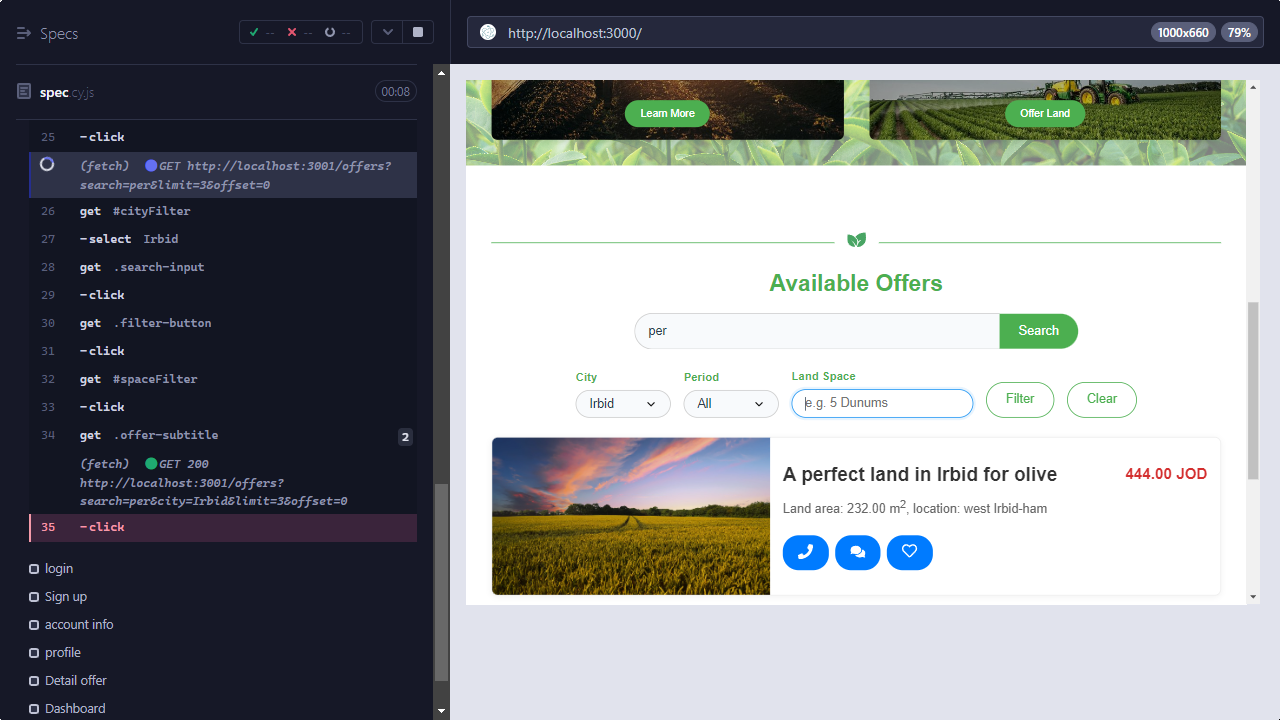 Specs
--
--
--
http://localhost:3000/
1000x660
79%
spec.cy.js
00:08
25 -click
(fetch) GET http://localhost:3001/offers?
search=per&limit=3&offset=0
26 get #cityFilter
27 -select Irbid
28 get .search-input
29 -click
30 get .filter-button
31 -click
32 get #spaceFilter
33 -click
34 get .offer-subtitle 2
(fetch) GET 200
http://localhost:3001/offers?
search=per&city=Irbid&limit=3&offset=0
35 -click
login
Sign up
account info
profile
Detail offer
Dashboard
Learn More
Offer Land
Available Offers
per
Search
City
Period
Land Space
Irbid
All
e.g. 5 Dunums
Filter
Clear
A perfect land in Irbid for olive
444.00 JOD
Land area: 232.00 m², location: west Irbid-ham